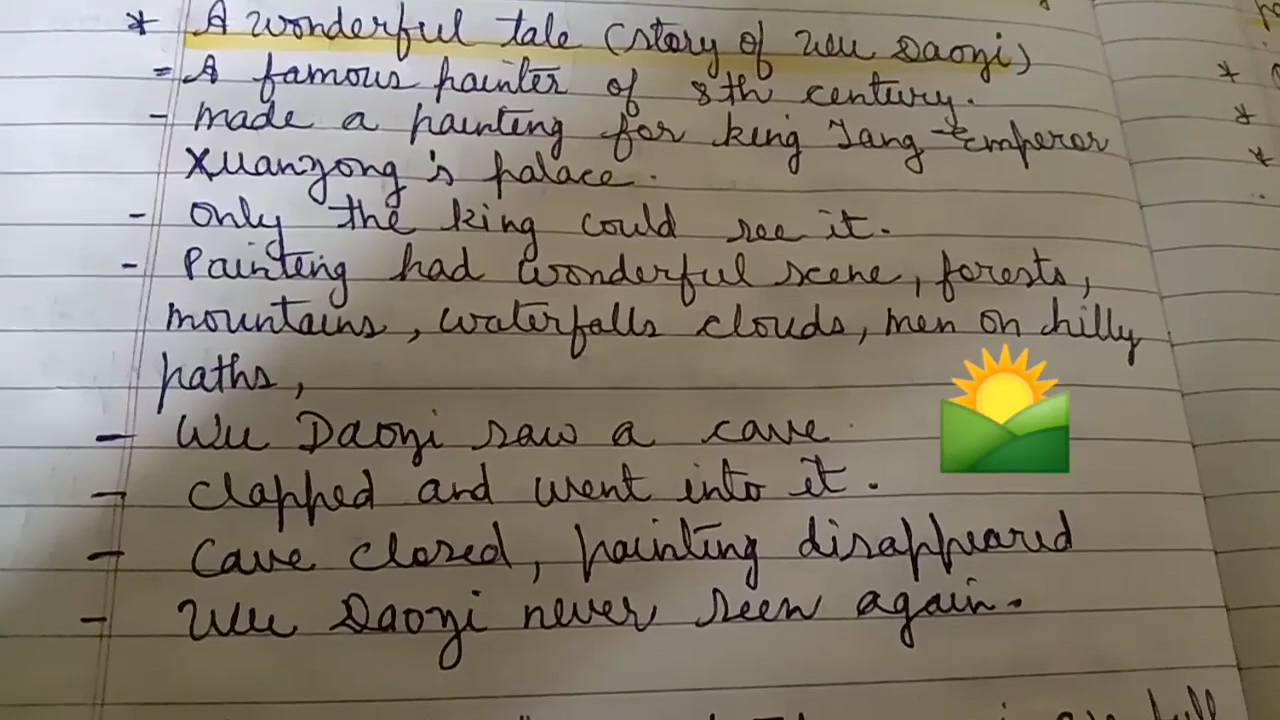 * A wonderful tale (story of Wu Daozi)
- A famous painter of 8th century.
- made a painting for king Tang Emperor
Xuanzong's palace.
- only the king could see it.
- Painting had wonderful scene, forests,
mountains, waterfalls clouds, men on hilly
paths,
- Wu Daozi saw a cave
- Clapped and went into it.
- Cave closed, painting disappeared
- Wu Daozi never seen again.